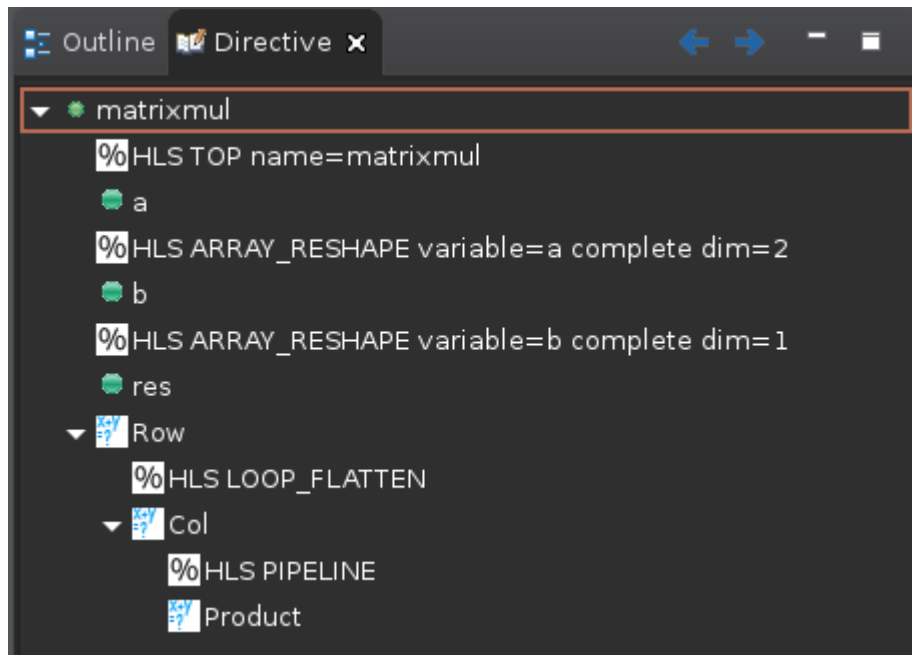 Outline Directive
matrixmul
% HLS TOP name=matrixmul
a
% HLS ARRAY_RESHAPE variable=a complete dim=2
b
% HLS ARRAY_RESHAPE variable=b complete dim=1
res
x+y=? Row
% HLS LOOP_FLATTEN
x+y=? Col
% HLS PIPELINE
x+y=? Product